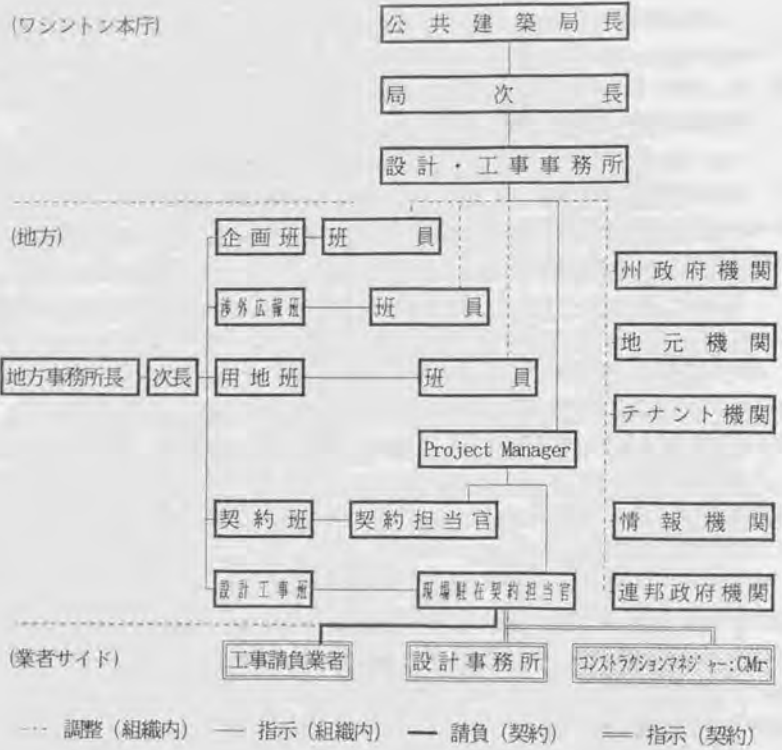 (ワシントン本庁)
公共建築局長
局次長
設計・工事事務所
(地方)
企画班
班員
渉外広報班
班員
地方事務所長
次長
用地班
班員
Project Manager
契約班
契約担当官
設計工事班
現場駐在契約担当官
州政府機関
地元機関
テナント機関
情報機関
連邦政府機関
(業者サイド)
工事請負業者
設計事務所
コンストラクションマネジャー:CMr
調整(組織内)
指示(組織内)
請負(契約)
指示(契約)